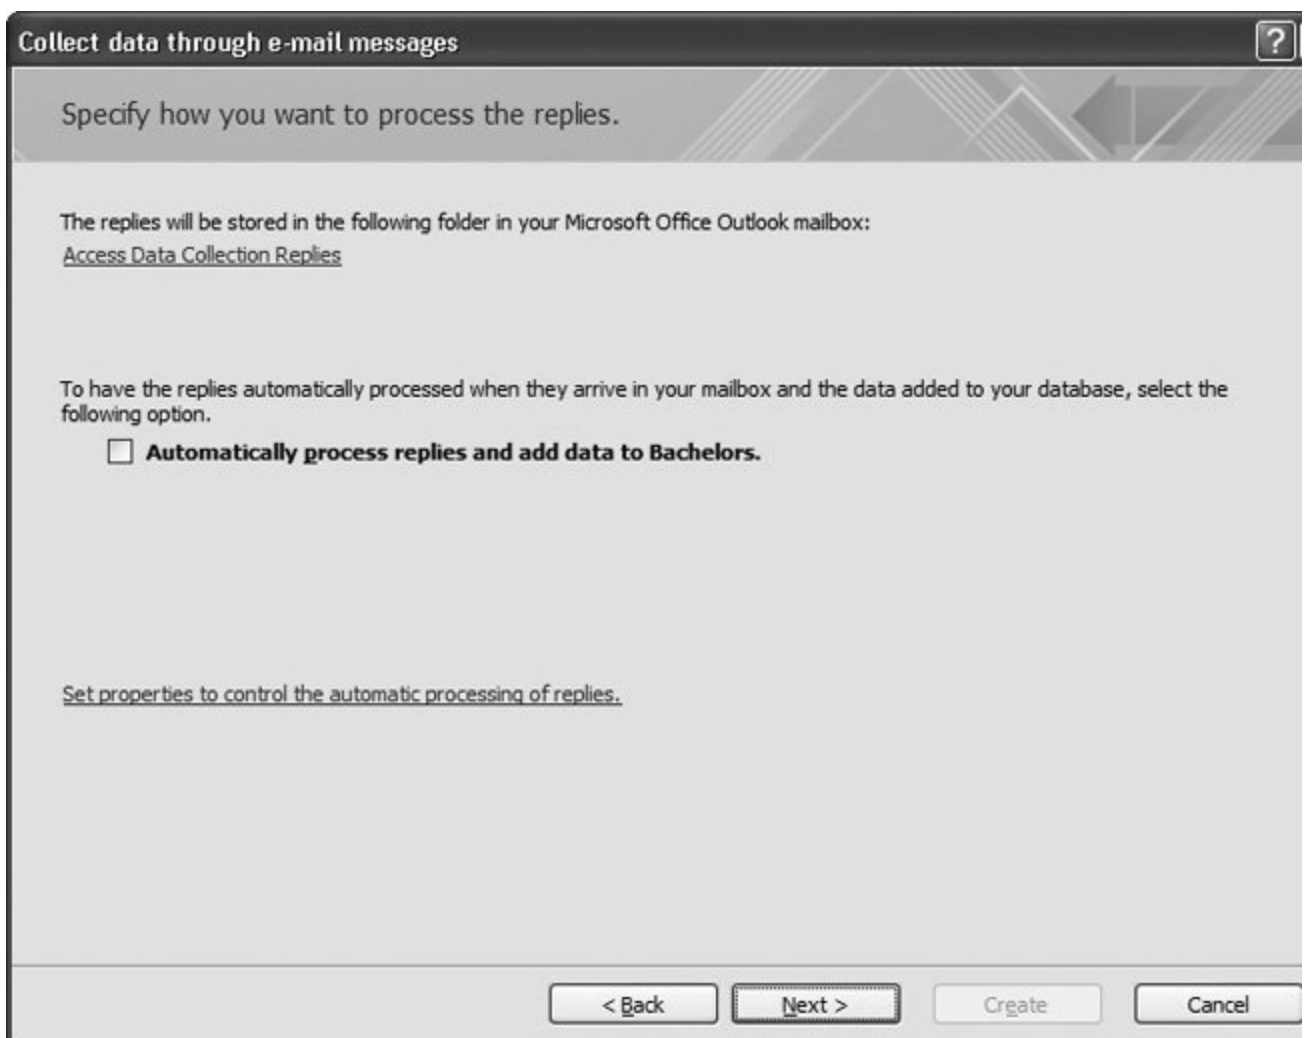 Collect data through e-mail messages
?
Specify how you want to process the replies.
The replies will be stored in the following folder in your Microsoft Office Outlook mailbox:
Access Data Collection Replies
To have the replies automatically processed when they arrive in your mailbox and the data added to your database, select the
following option.
Automatically process replies and add data to Bachelors.
Set properties to control the automatic processing of replies.
< Back Next > Create Cancel